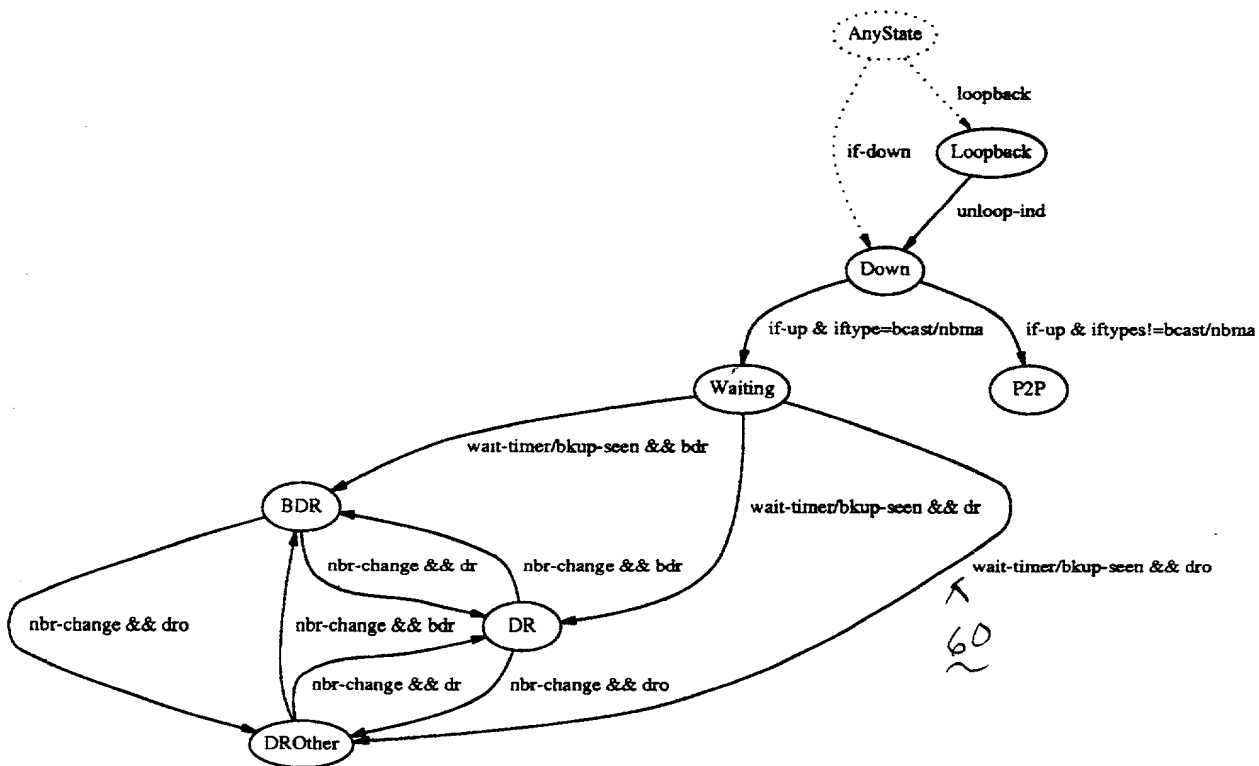 AnyState
loopback
if-down
Loopback
unloop-ind
Down
if-up & iftype=bcast/nbma
if-up & iftypes!=bcast/nbma
Waiting
P2P
wait-timer/bkup-seen && bdr
BDR
wait-timer/bkup-seen && dr
nbr-change && dr
nbr-change && bdr
wait-timer/bkup-seen && dro
nbr-change && dro
nbr-change && bdr
DR
60
nbr-change && dr
nbr-change && dro
DROther